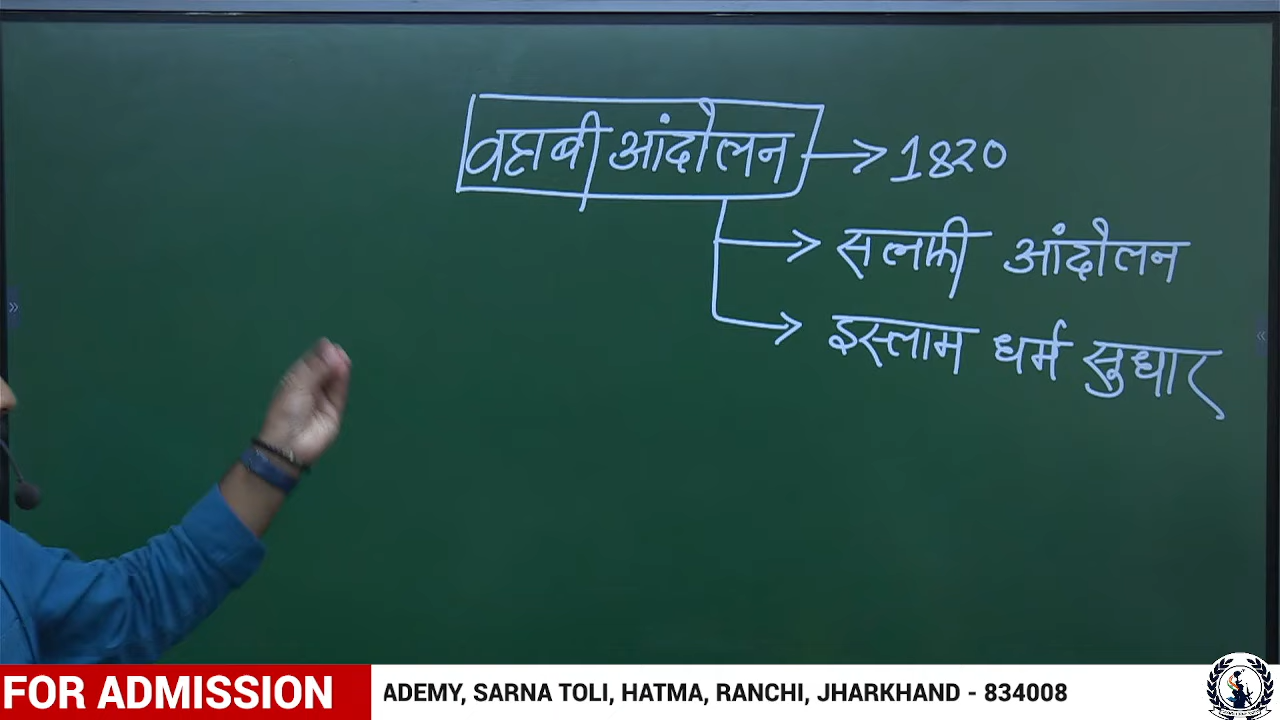 वहाबी आंदोलन → 1820
→ सलफी आंदोलन
→ इस्लाम धर्म सुधार
FOR ADMISSION ADEMY, SARNA TOLI, HATMA, RANCHI, JHARKHAND - 834008